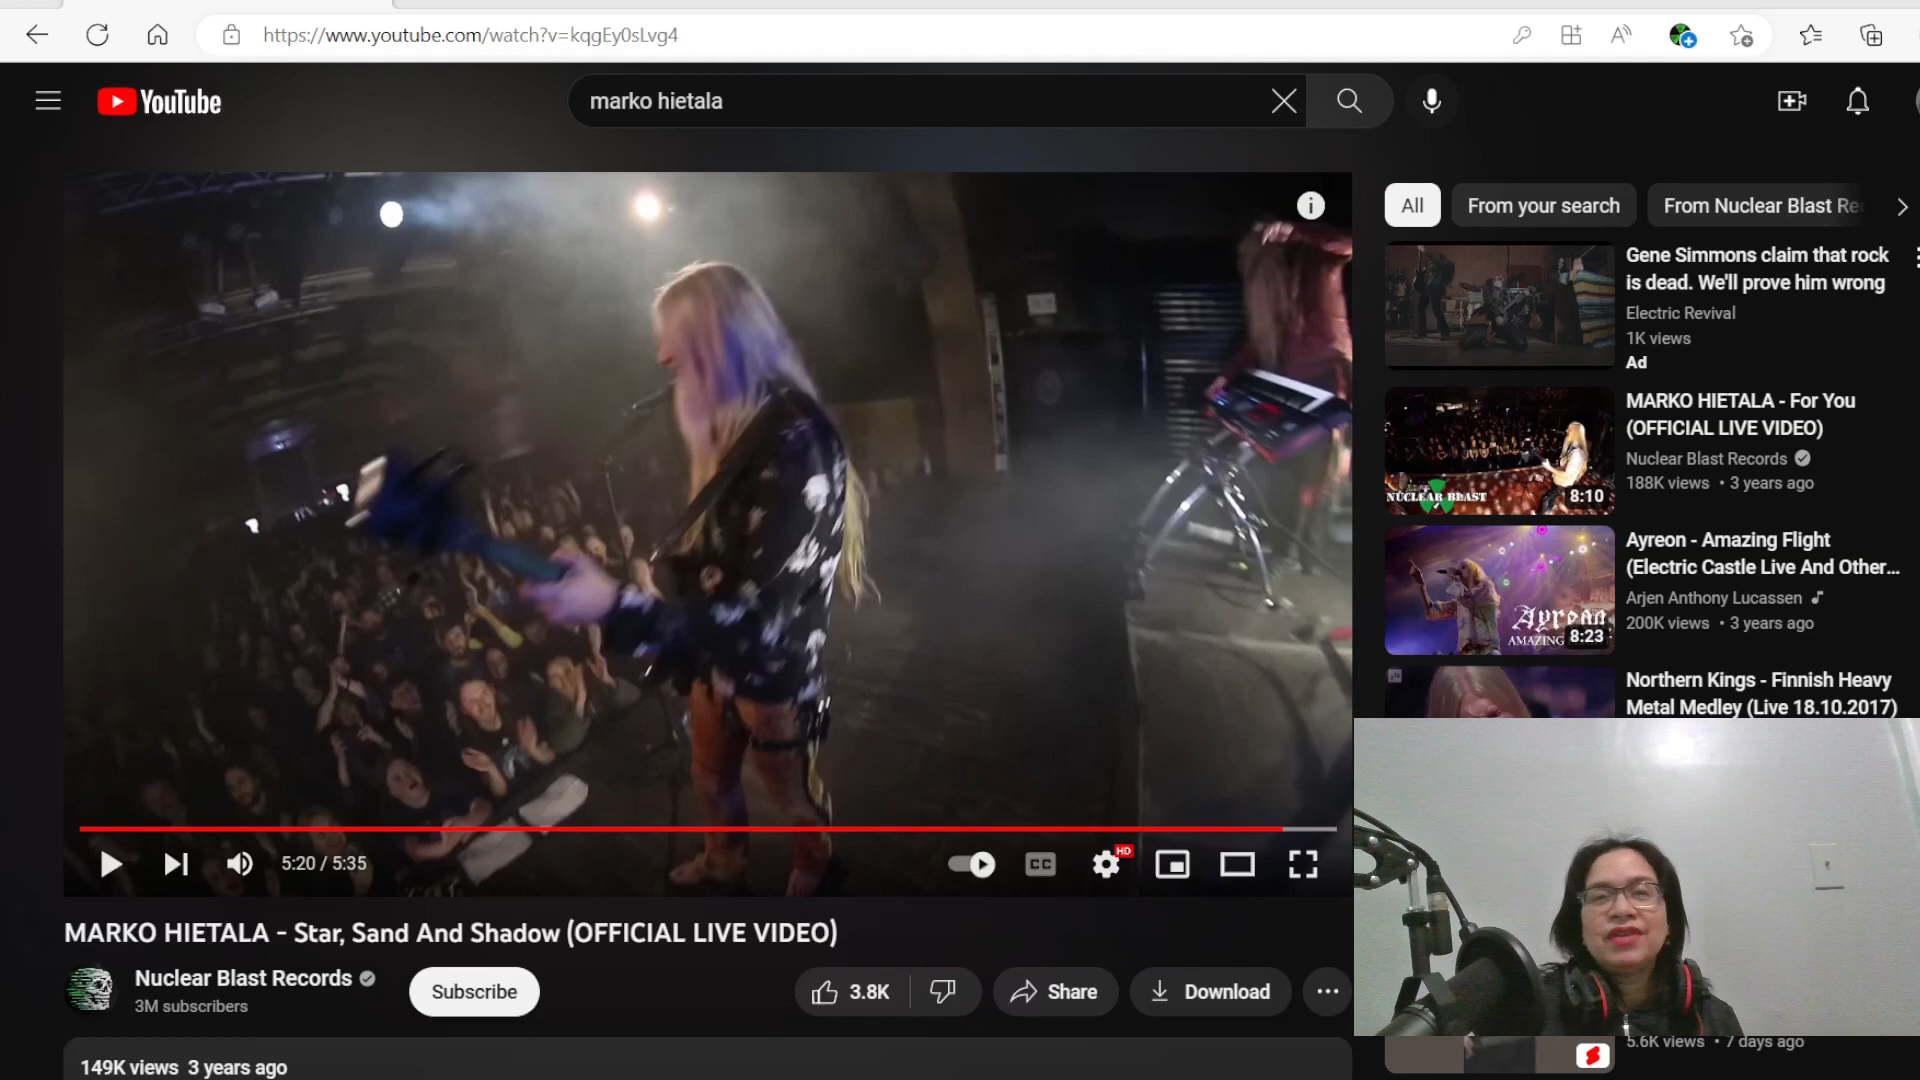 https://www.youtube.com/watch?v=kqgEy0sLvg4
YouTube
marko hietala
All
From your search
From Nuclear Blast Re
Gene Simmons claim that rock
is dead. We'll prove him wrong
Electric Revival
1K views
Ad
MARKO HIETALA - For You
(OFFICIAL LIVE VIDEO)
Nuclear Blast Records
188K views • 3 years ago
NUCLEAR BLAST
8:10
Ayreon - Amazing Flight
(Electric Castle Live And Other...
Arjen Anthony Lucassen
200K views • 3 years ago
Ayreon
AMAZING
8:23
Northern Kings - Finnish Heavy
Metal Medley (Live 18.10.2017)
5:20 / 5:35
CC
HD
MARKO HIETALA - Star, Sand And Shadow (OFFICIAL LIVE VIDEO)
Nuclear Blast Records
3M subscribers
Subscribe
3.8K
Share
Download
149K views 3 years ago
5.6K views • 7 days ago